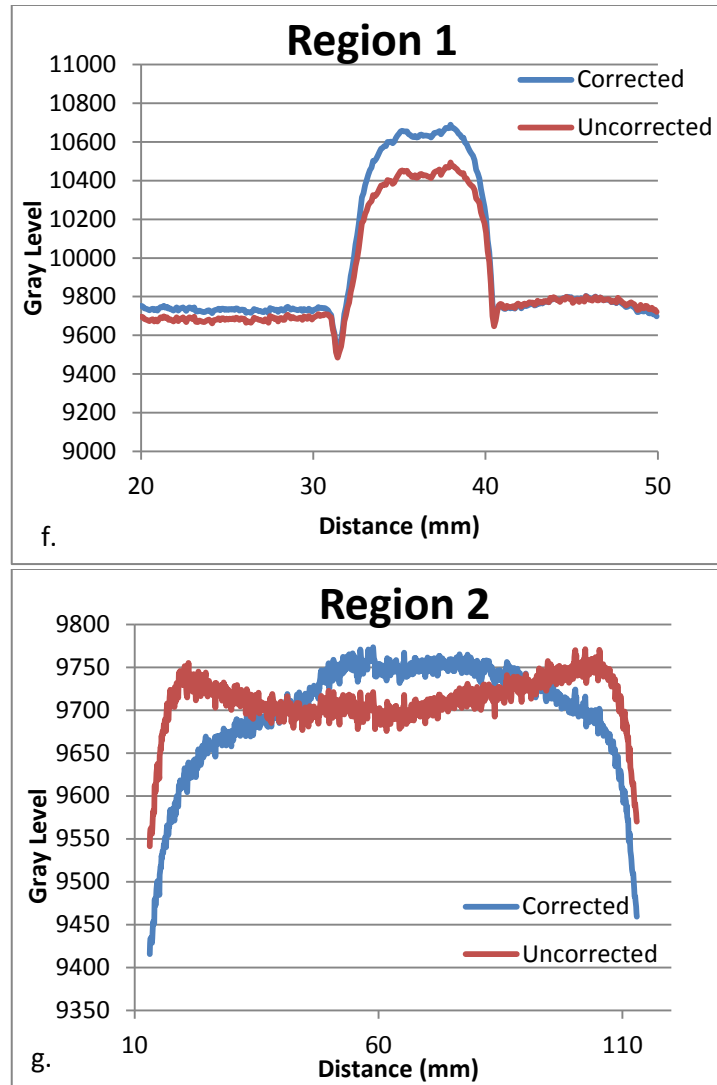 Region 1
11000
10800
10600
10400
10200
10000
9800
9600
9400
9200
9000
Gray Level
Corrected
Uncorrected
20 30 40 50
Distance (mm)
f.
Region 2
9800
9750
9700
9650
9600
9550
9500
9450
9400
9350
Gray Level
Corrected
Uncorrected
10 60 110
Distance (mm)
g.